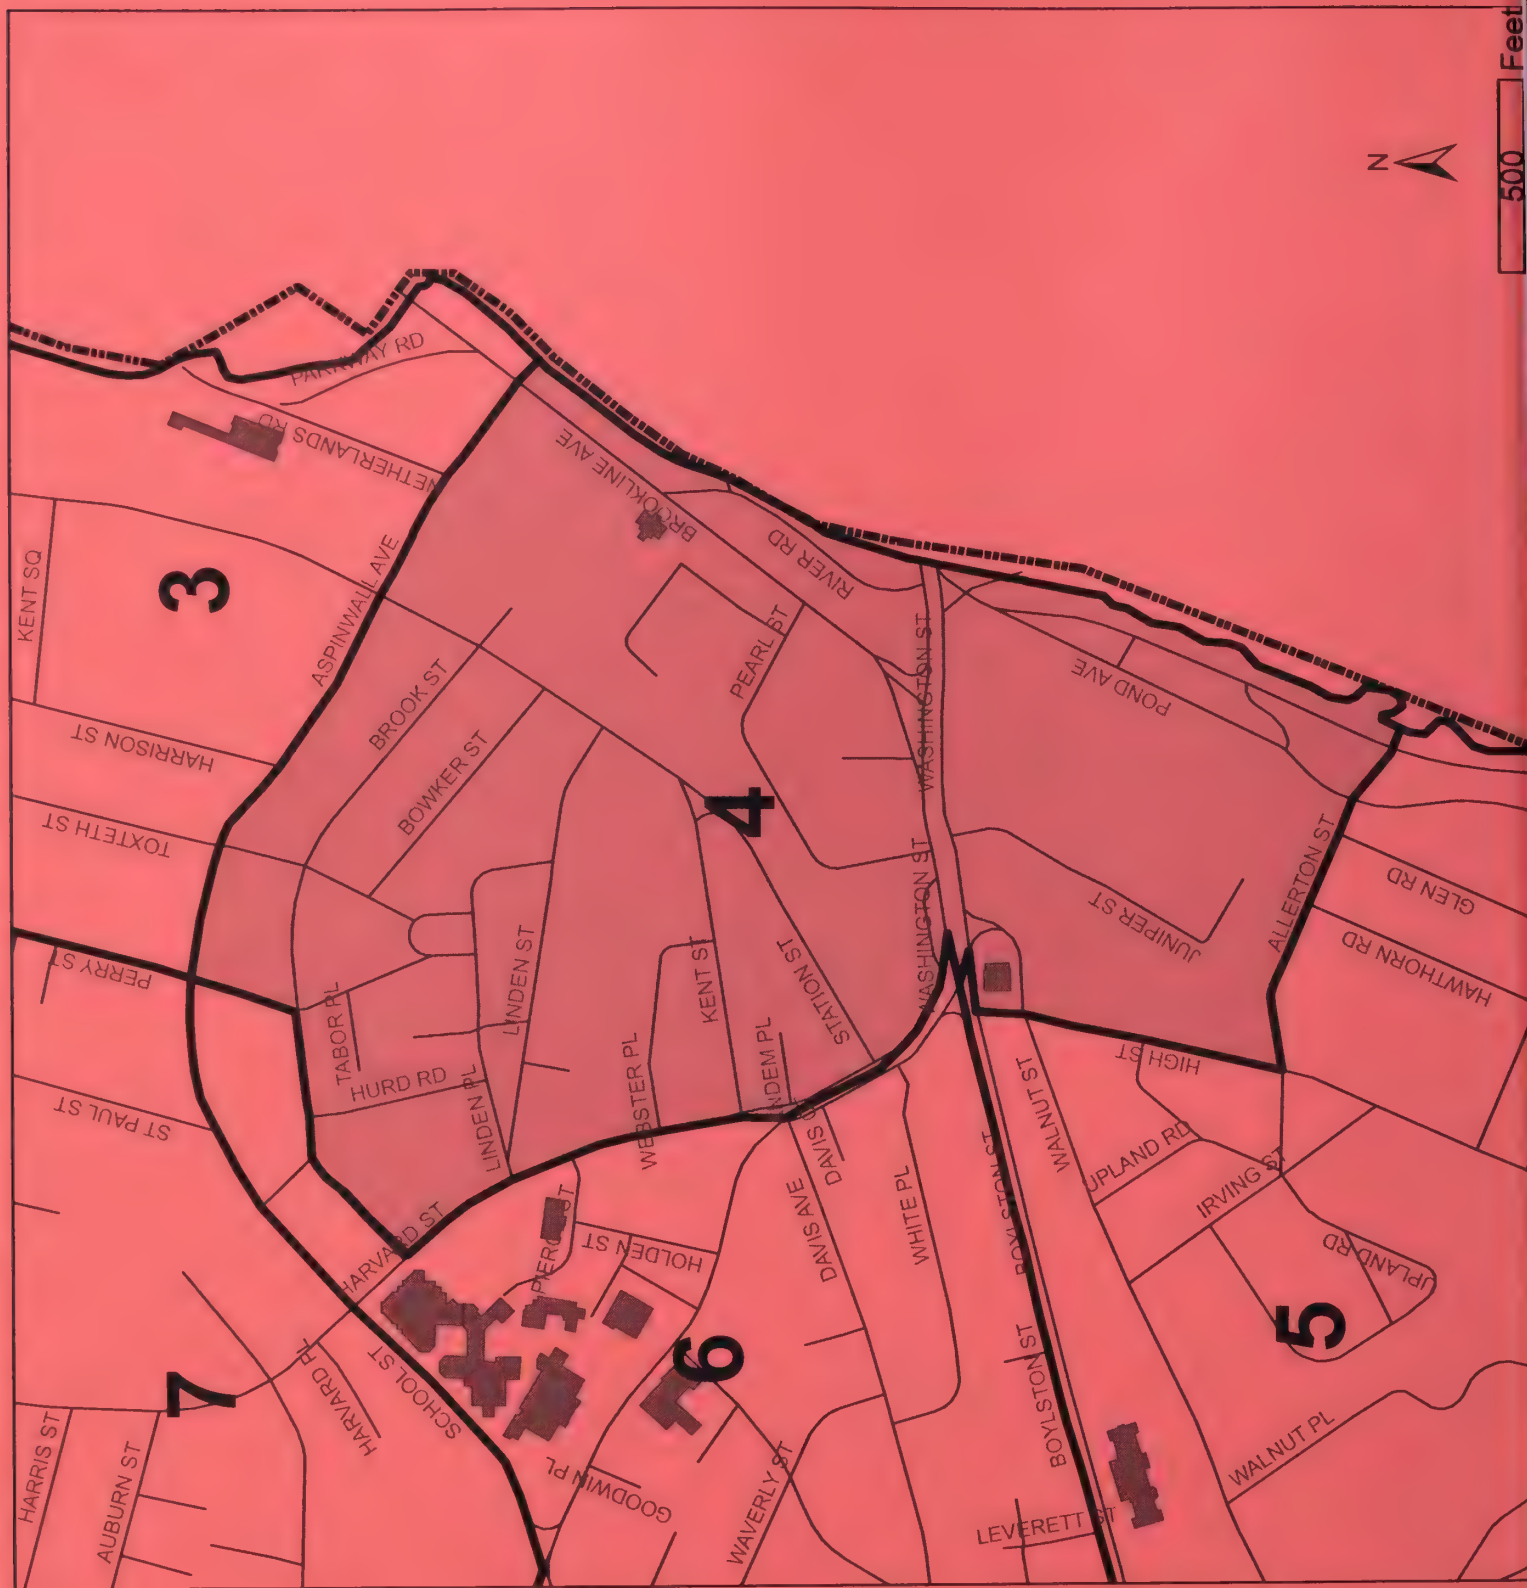 KENT SQ
3
HARRISON ST
TOXTETH ST
PERRY ST
ST PAUL ST
7
HARRIS ST
AUBURN ST
HARVARD PL
SCHOOL ST
HARVARD ST
PARKWAY RD
NETHERLANDS RD
ASPINWALL AVE
BROOKLINE AVE
BROOK ST
BOWKER ST
TABOR PL
HURD RD
LINDEN PL
LINDEN ST
RIVER RD
PEARL ST
4
KENT ST
STATION ST
WEBSTER PL
HOLDEN ST
6
GOODWIN PL
WAVERLY ST
DAVIS AVE
WHITE PL
WASHINGTON ST
WASHINGTON ST
WASHINGTON ST
POND AVE
JUNIPER ST
ALLERTON ST
GLEN RD
HAWTHORN RD
HIGH ST
WALNUT ST
UPLAND RD
IRVING ST
UPLAND RD
5
BOYLSTON ST
BOYLSTON ST
LEVERETT ST
WALNUT PL
N
500 Feet